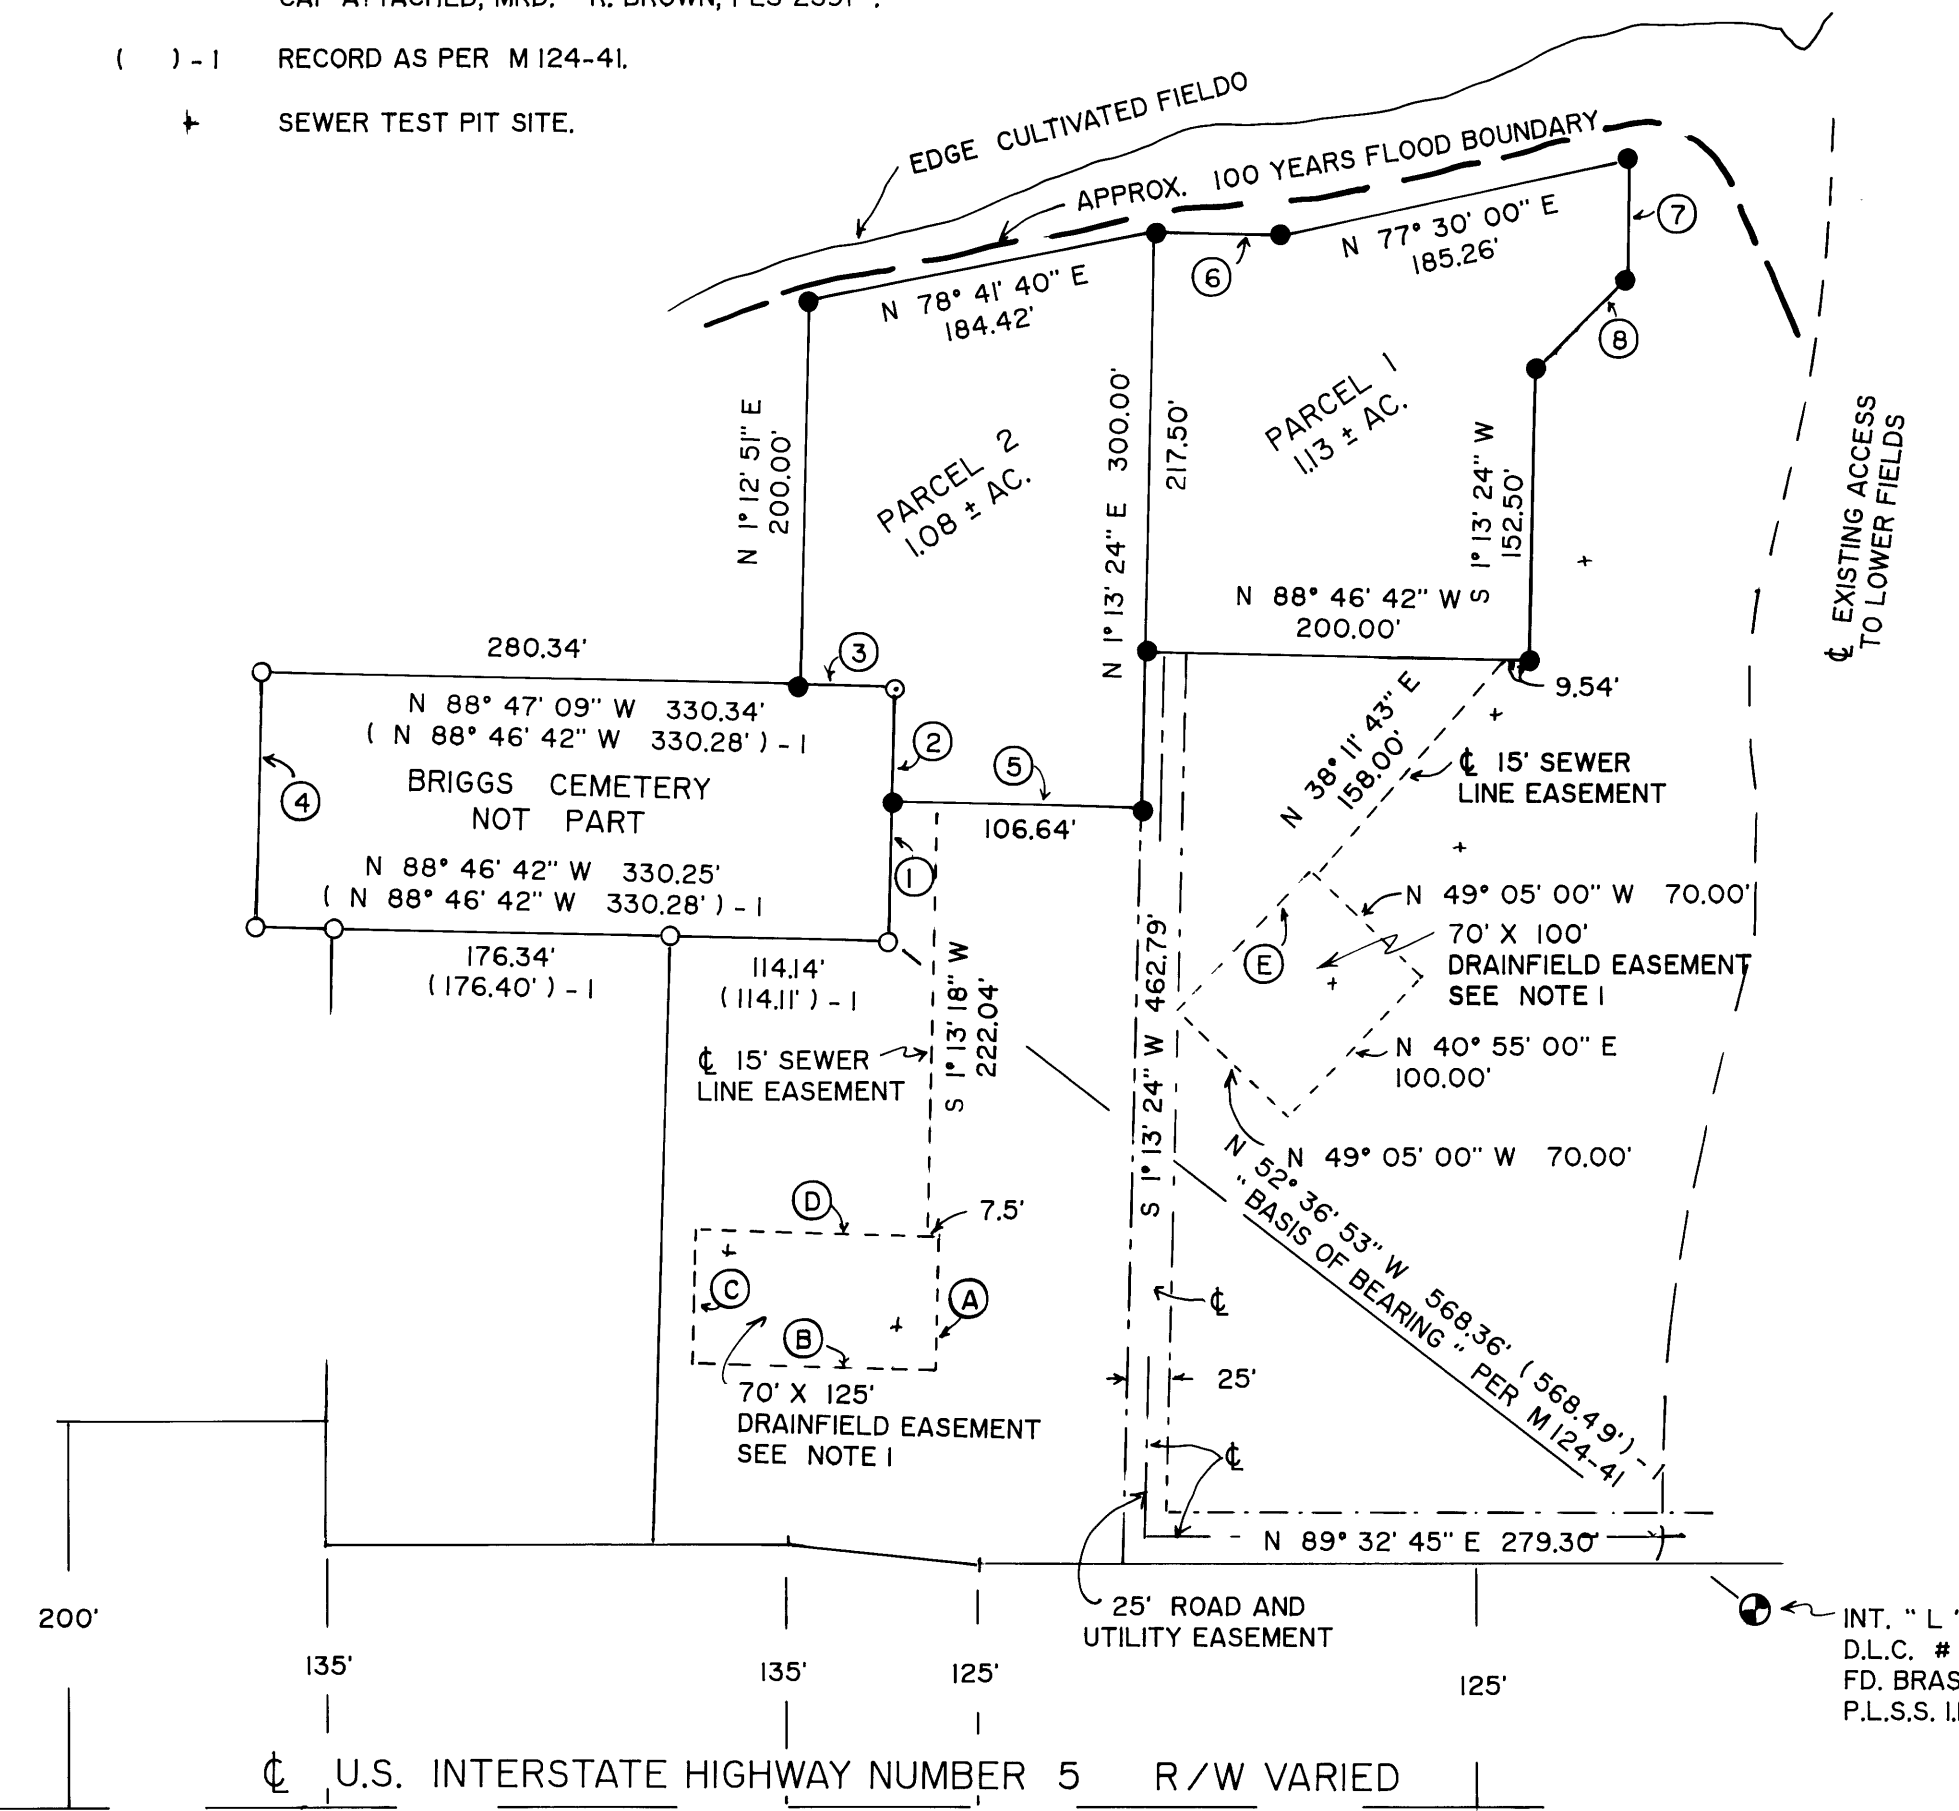 ( ) - 1 RECORD AS PER M 124-41.
+ SEWER TEST PIT SITE.
EDGE CULTIVATED FIELDO
APPROX. 100 YEARS FLOOD BOUNDARY
N 78° 41' 40" E
184.42'
6
N 77° 30' 00" E
185.26'
7
8
N 1° 12' 51" E
200.00'
PARCEL 2
1.08 ± AC.
N 1° 13' 24" E 300.00'
217.50'
PARCEL 1
1.13 ± AC.
S 1° 13' 24" W
152.50'
N 88° 46' 42" W
200.00'
9.54'
℄ EXISTING ACCESS
TO LOWER FIELDS
280.34'
3
N 88° 47' 09" W 330.34'
( N 88° 46' 42" W 330.28' ) - 1
2
4
BRIGGS CEMETERY
NOT PART
5
106.64'
1
N 88° 46' 42" W 330.25'
( N 88° 46' 42" W 330.28' ) - 1
176.34'
(176.40' ) - 1
114.14'
(114.11' ) - 1
N 38° 11' 43" E
158.00'
℄ 15' SEWER
LINE EASEMENT
N 49° 05' 00" W 70.00'
E
70' X 100'
DRAINFIELD EASEMENT
SEE NOTE 1
N 40° 55' 00" E
100.00'
N 49° 05' 00" W 70.00'
S 1° 13' 18" W
222.04'
℄ 15' SEWER
LINE EASEMENT
S 1° 13' 24" W 462.79'
N 52° 36' 53" W 568.36' ( 568.49' ) - 1
" BASIS OF BEARING " PER M 124-41
7.5'
D
C
A
B
70' X 125'
DRAINFIELD EASEMENT
SEE NOTE 1
℄
25'
℄
N 89° 32' 45" E 279.30'
25' ROAD AND
UTILITY EASEMENT
200'
135'
135'
125'
125'
INT. " L "
D.L.C. #
FD. BRAS
P.L.S.S. I.
℄ U.S. INTERSTATE HIGHWAY NUMBER 5 R/W VARIED